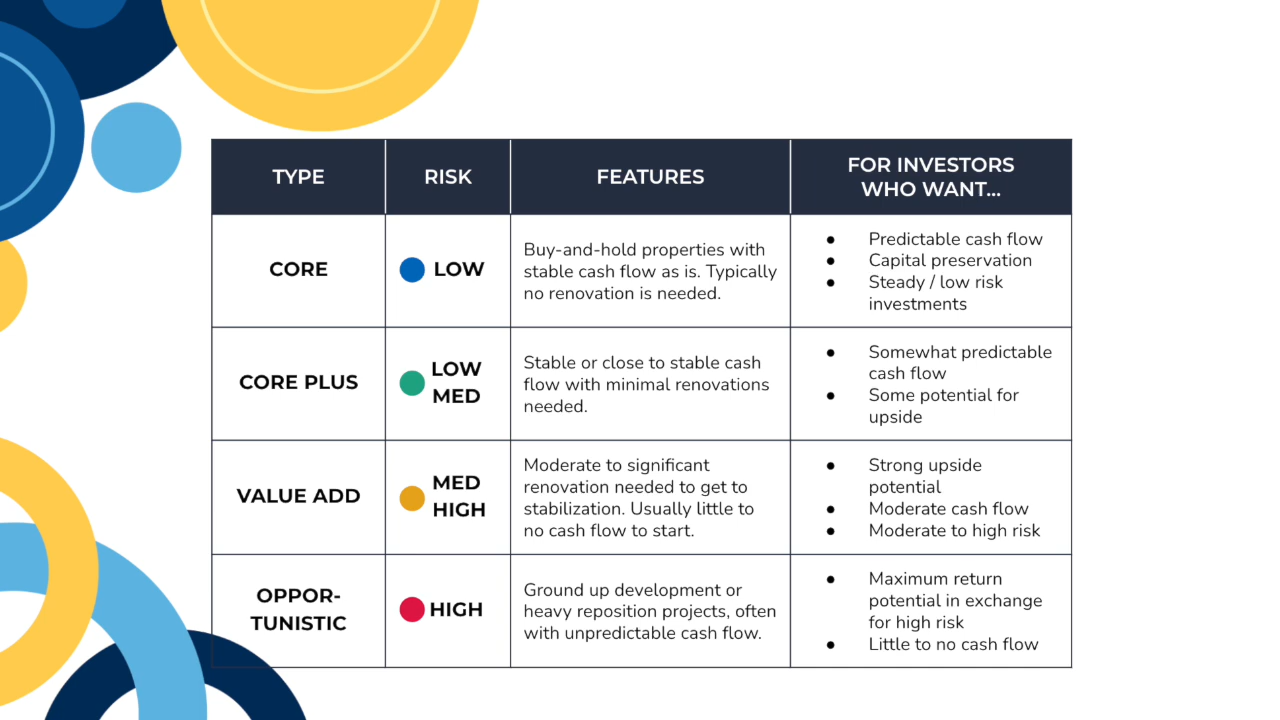 TYPE
RISK
FEATURES
FOR INVESTORS
WHO WANT...
CORE
LOW
Buy-and-hold properties with
stable cash flow as is. Typically
no renovation is needed.
● Predictable cash flow
● Capital preservation
● Steady / low risk
investments
CORE PLUS
LOW
MED
Stable or close to stable cash
flow with minimal renovations
needed.
● Somewhat predictable
cash flow
● Some potential for
upside
VALUE ADD
MED
HIGH
Moderate to significant
renovation needed to get to
stabilization. Usually little to
no cash flow to start.
● Strong upside
potential
● Moderate cash flow
● Moderate to high risk
OPPOR-
TUNISTIC
HIGH
Ground up development or
heavy reposition projects, often
with unpredictable cash flow.
● Maximum return
potential in exchange
for high risk
● Little to no cash flow